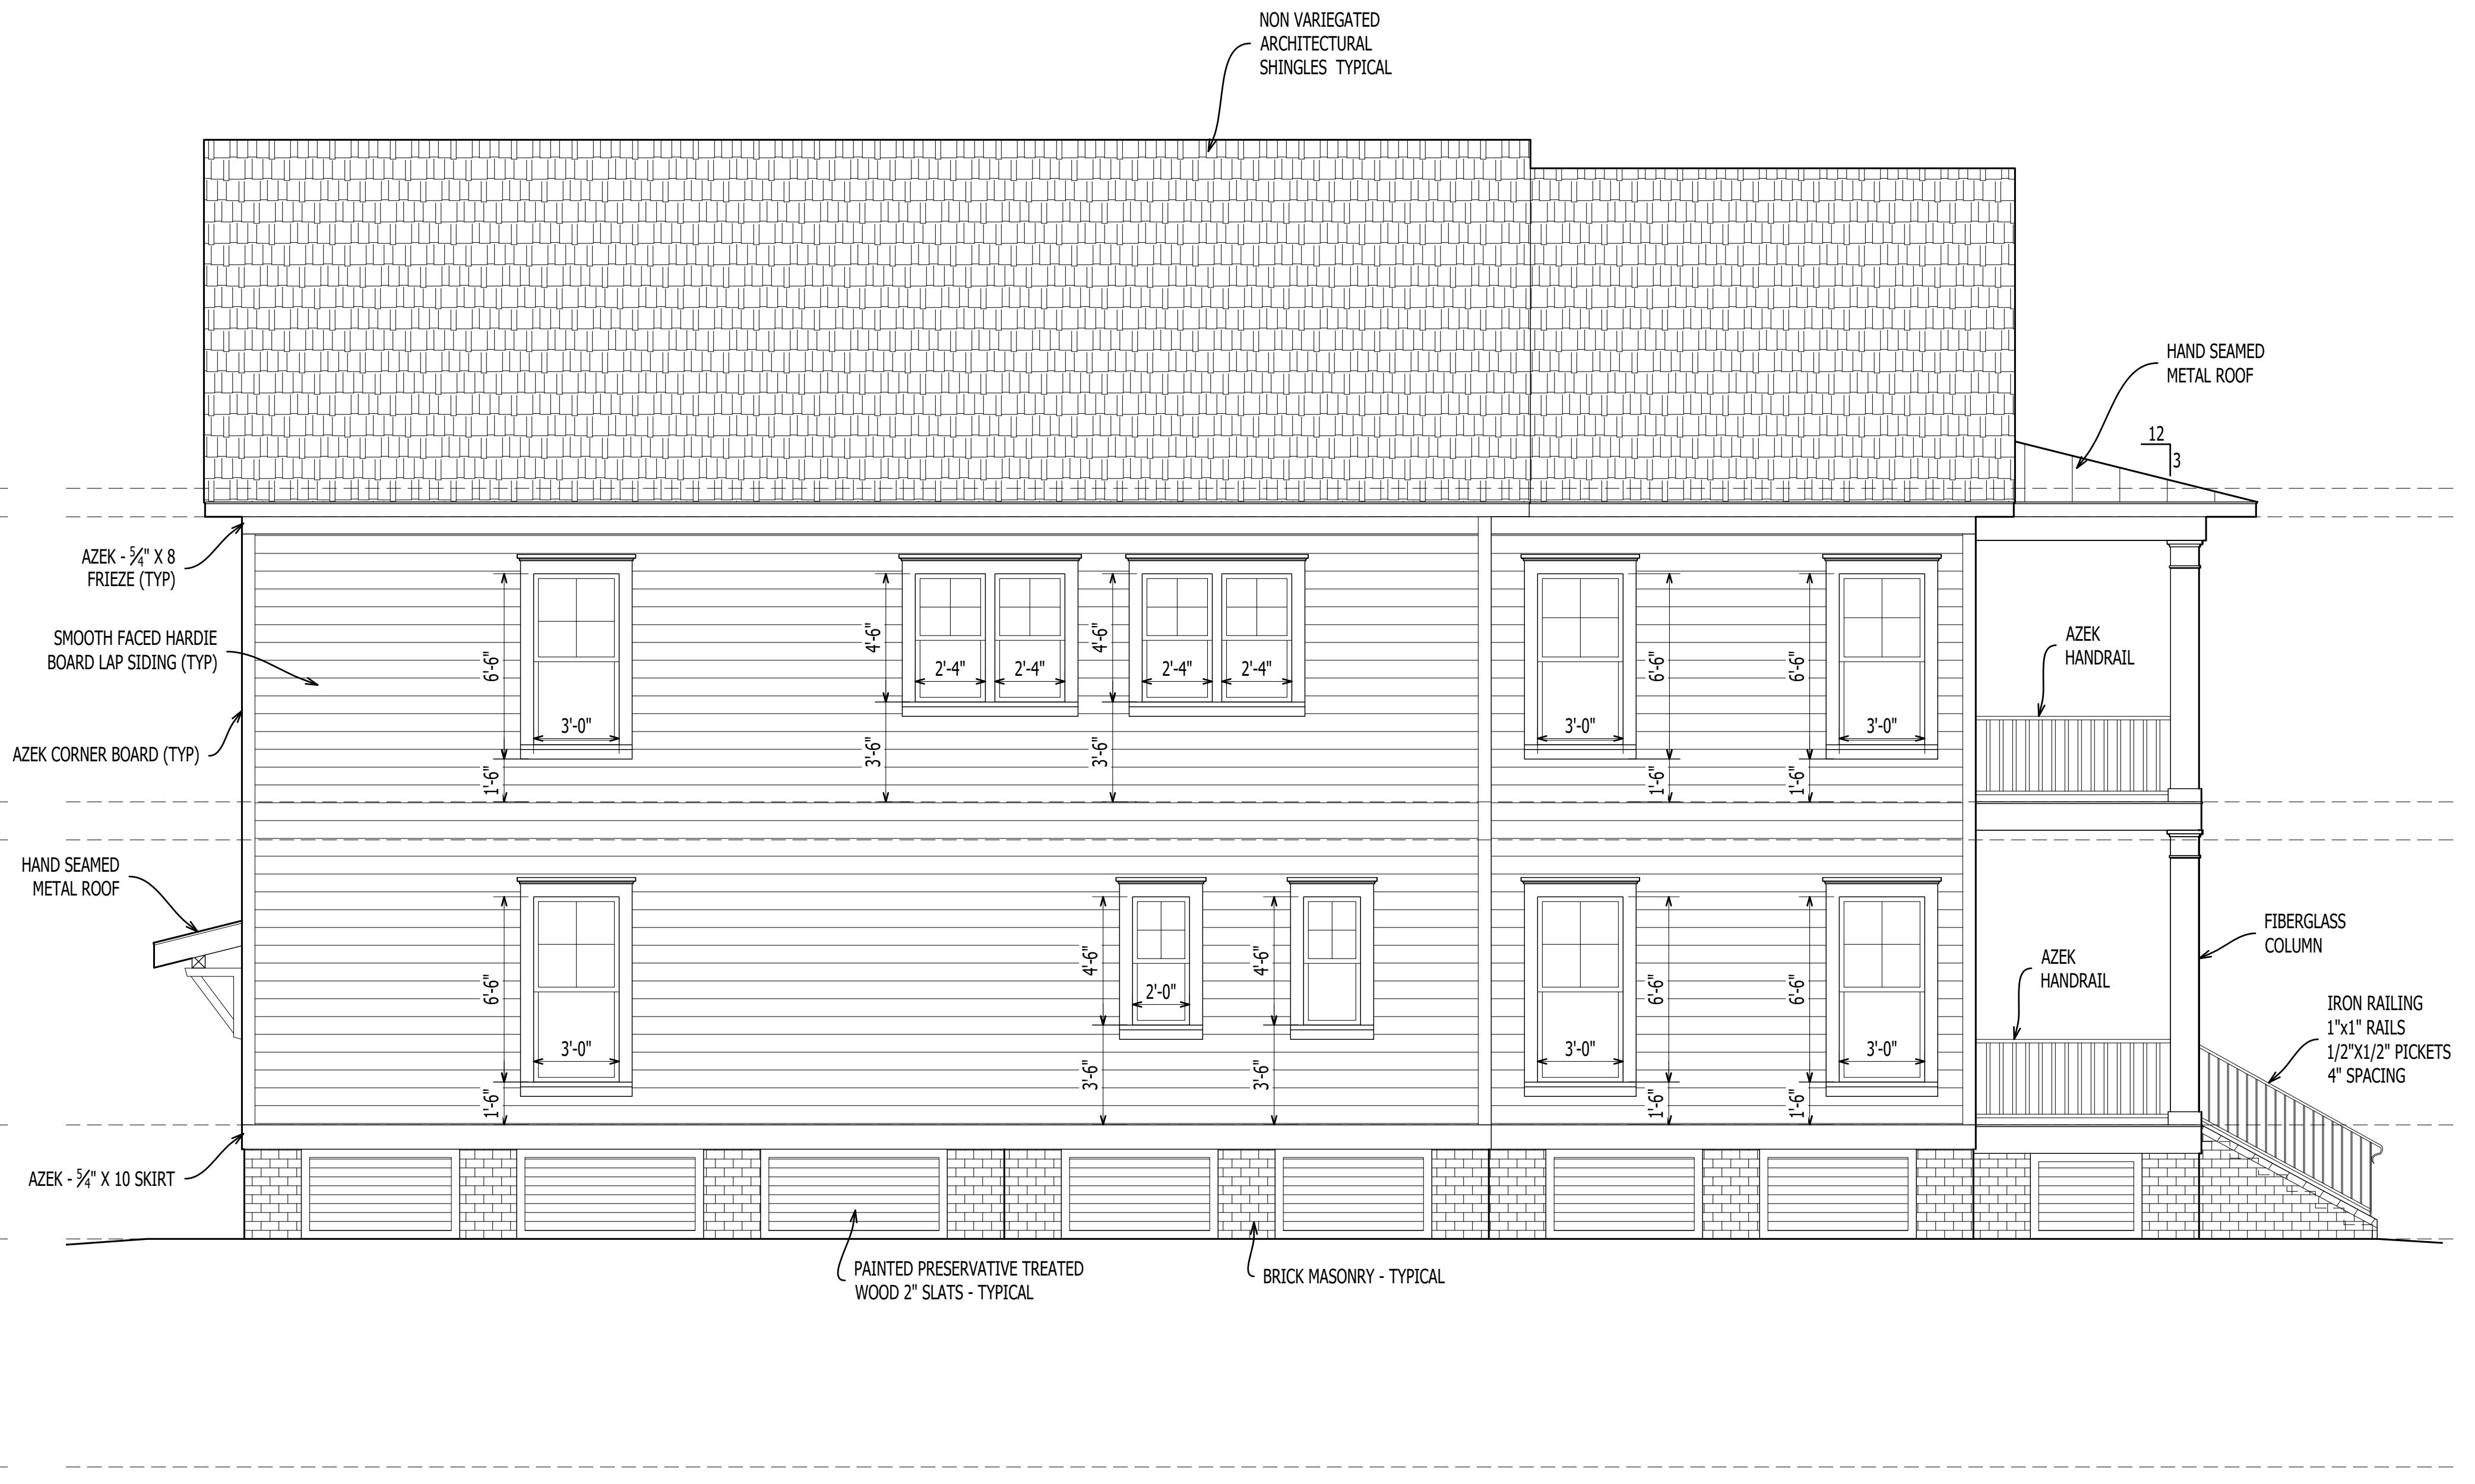 NON VARIEGATED
ARCHITECTURAL
SHINGLES TYPICAL
HAND SEAMED
METAL ROOF
12
3
AZEK - 5/4" X 8
FRIEZE (TYP)
SMOOTH FACED HARDIE
BOARD LAP SIDING (TYP)
AZEK CORNER BOARD (TYP)
6'-6"
3'-0"
1'-6"
4'-6"
2'-4"
2'-4"
3'-6"
4'-6"
2'-4"
2'-4"
3'-6"
3'-0"
6'-6"
1'-6"
6'-6"
3'-0"
1'-6"
AZEK
HANDRAIL
HAND SEAMED
METAL ROOF
6'-6"
3'-0"
1'-6"
4'-6"
2'-0"
3'-6"
4'-6"
3'-6"
3'-0"
6'-6"
1'-6"
6'-6"
3'-0"
1'-6"
AZEK
HANDRAIL
FIBERGLASS
COLUMN
IRON RAILING
1"x1" RAILS
1/2"X1/2" PICKETS
4" SPACING
AZEK - 5/4" X 10 SKIRT
PAINTED PRESERVATIVE TREATED
WOOD 2" SLATS - TYPICAL
BRICK MASONRY - TYPICAL